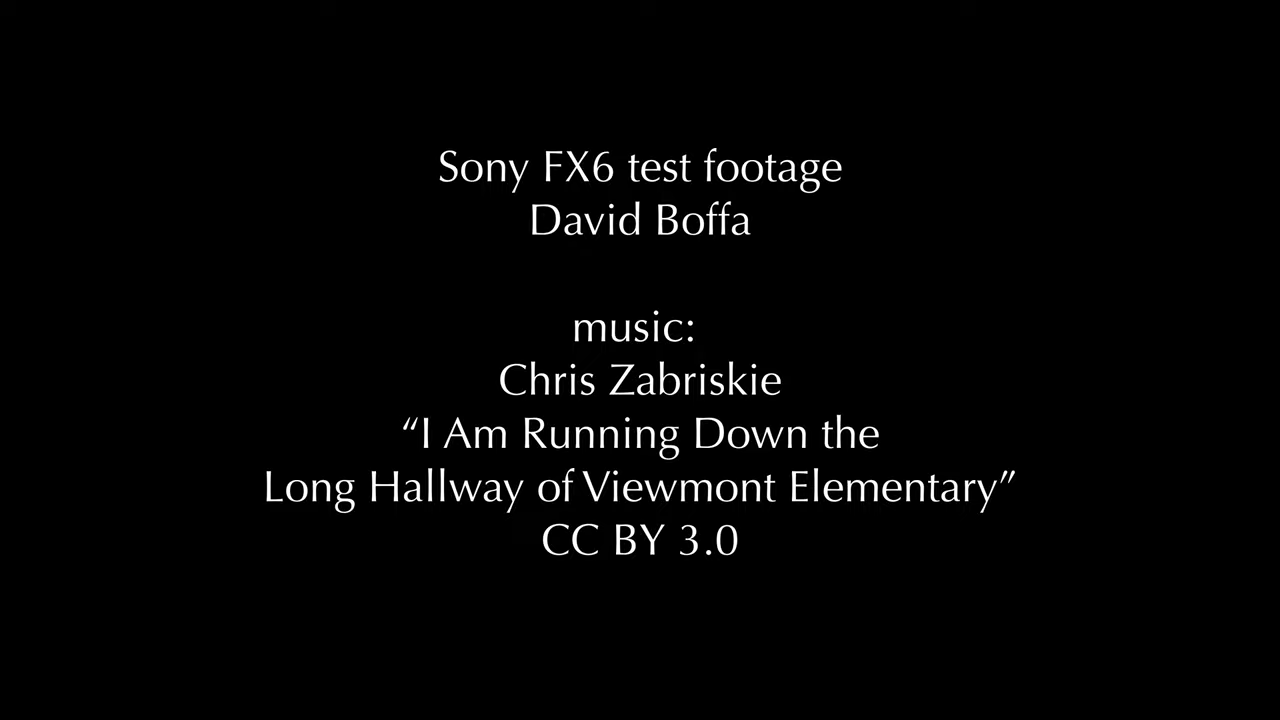 Sony FX6 test footage
David Boffa
music:
Chris Zabriskie
“I Am Running Down the
Long Hallway of Viewmont Elementary”
CC BY 3.0